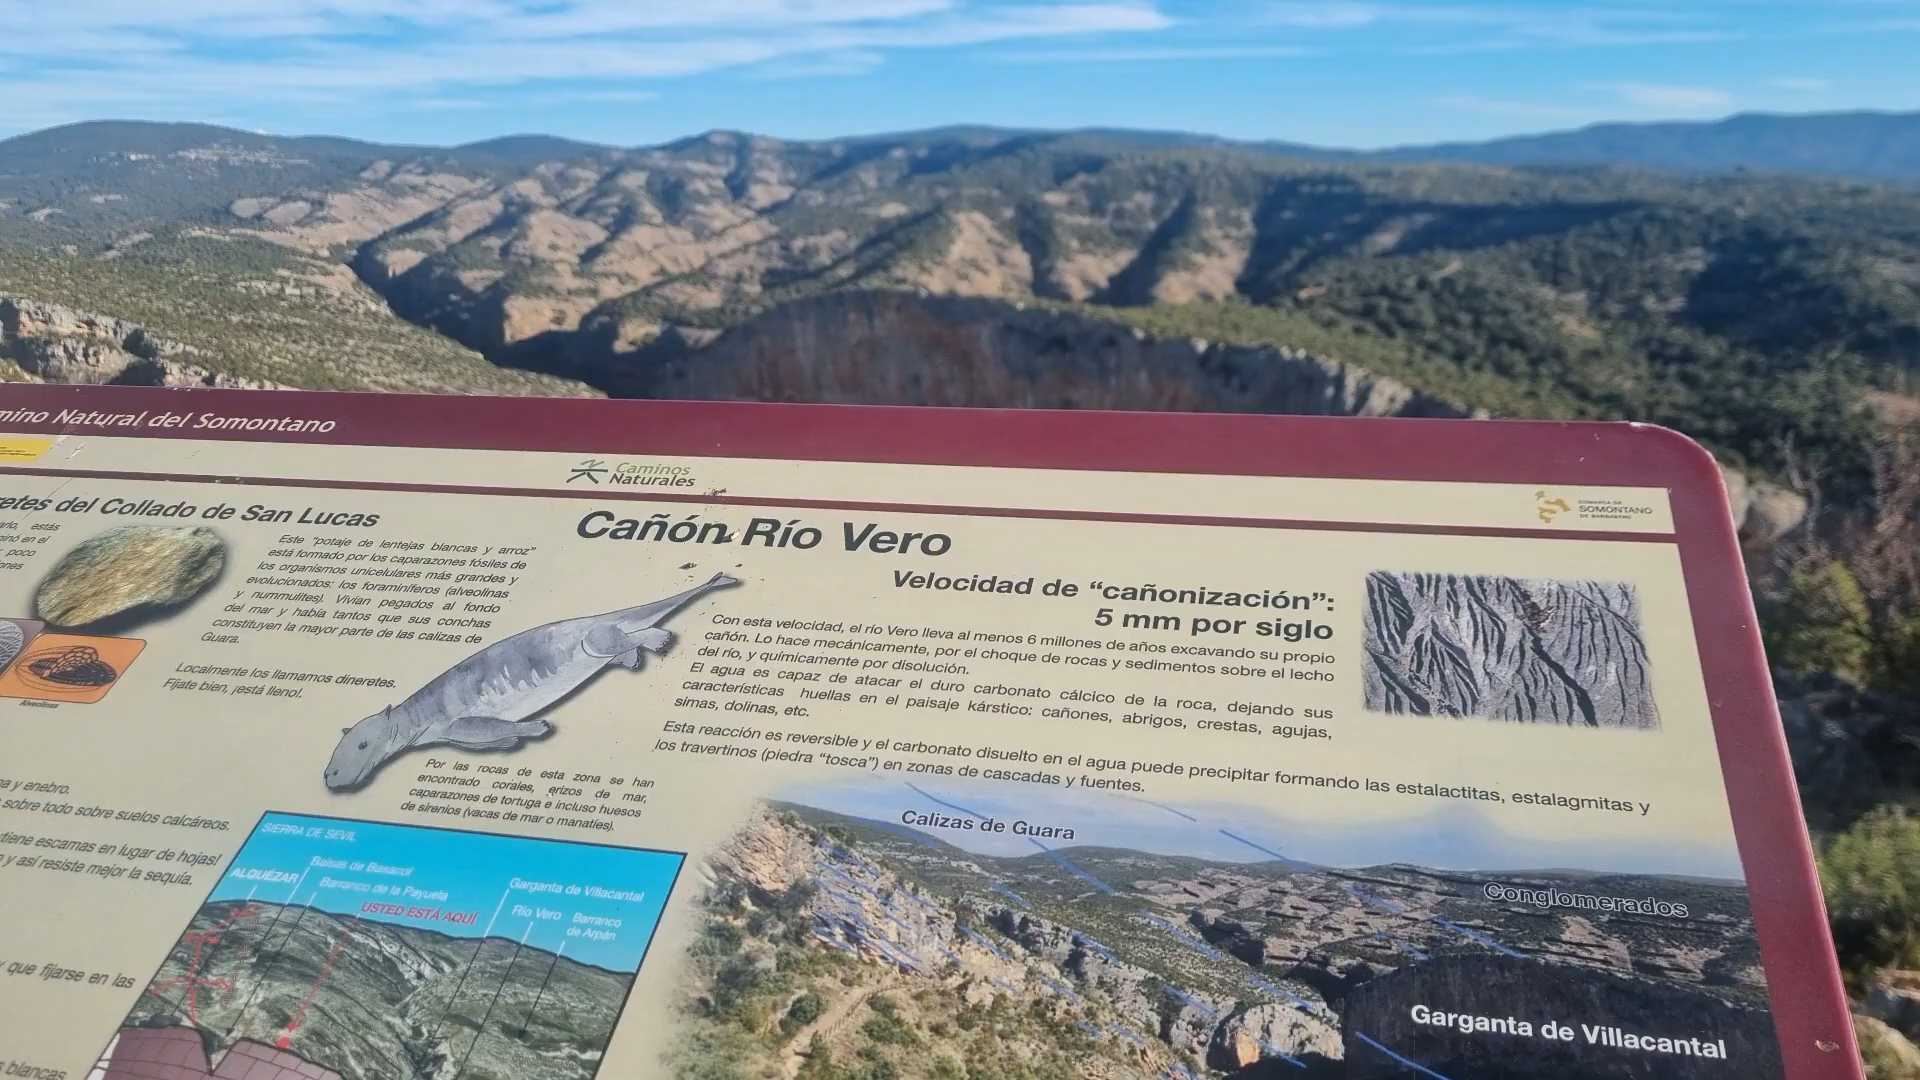 mino Natural del Somontano
Caminos
Naturales
COMARCA DE
SOMONTANO
DE BARBASTRO
retes del Collado de San Lucas
estás
en el
poco
Este "potaje de lentejas blancas y arroz"
está formado por los caparazones fósiles de
los organismos unicelulares más grandes y
evolucionados: los foraminíferos (alveolinas
y nummulites). Vivían pegados al fondo
del mar y había tantos que sus conchas
constituyen la mayor parte de las calizas de
Guara.
Localmente los llamamos dineretes.
Fíjate bien, ¡está lleno!.
Alveolinas
Cañón Río Vero
Velocidad de “cañonización”:
5 mm por siglo
Con esta velocidad, el río Vero lleva al menos 6 millones de años excavando su propio
cañón. Lo hace mecánicamente, por el choque de rocas y sedimentos sobre el lecho
del río, y químicamente por disolución.
El agua es capaz de atacar el duro carbonato cálcico de la roca, dejando sus
características huellas en el paisaje kárstico: cañones, abrigos, crestas, agujas,
simas, dolinas, etc.
Esta reacción es reversible y el carbonato disuelto en el agua puede precipitar formando las estalactitas, estalagmitas y
los travertinos (piedra “tosca”) en zonas de cascadas y fuentes.
Por las rocas de esta zona se han
encontrado corales, erizos de mar,
caparazones de tortuga e incluso huesos
de sirenios (vacas de mar o manatíes).
a y enebro.
sobre todo sobre suelos calcáreos.
tiene escamas en lugar de hojas!
y así resiste mejor la sequía.
y que fijarse en las
blancas
SIERRA DE SEVIL
ALQUÉZAR
Balsas de Basacol
Barranco de la Payuela
USTED ESTÁ AQUÍ
Garganta de Villacantal
Río Vero
Barranco
de Arpán
Calizas de Guara
Conglomerados
Garganta de Villacantal